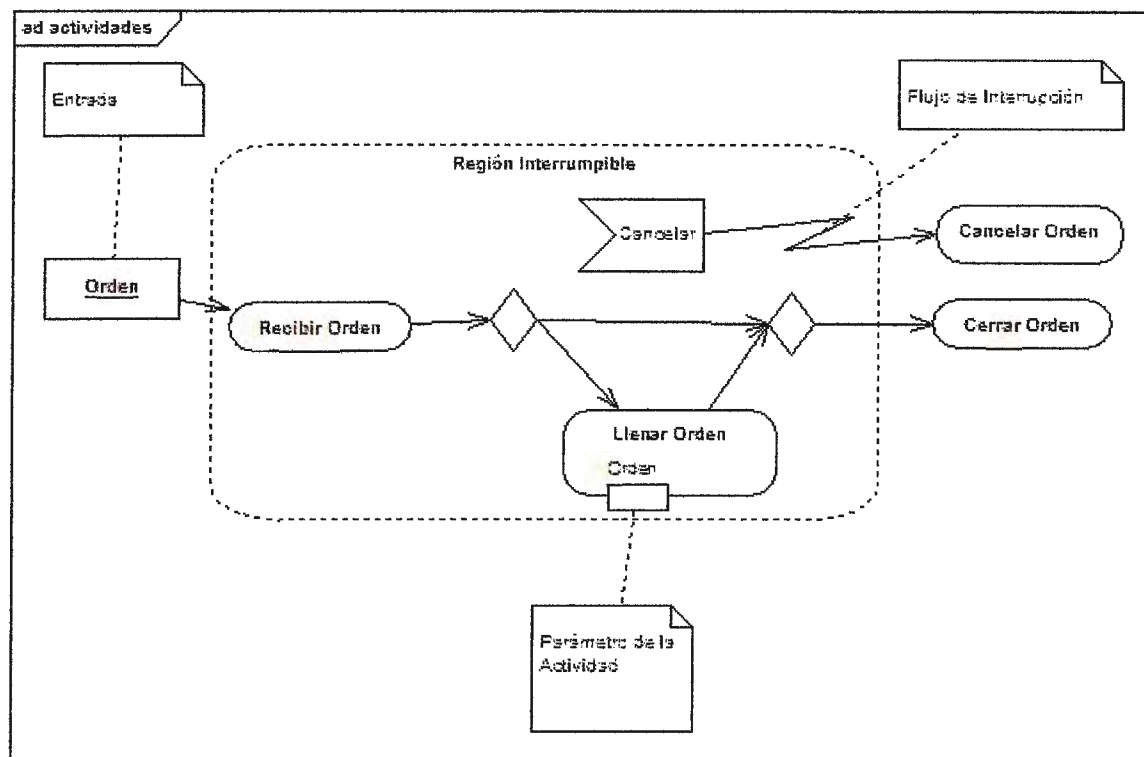 ad actividades
Entrada
Flujo de Interrupción
Región Interrumpible
Cancelar
Cancelar Orden
Orden
Recibir Orden
Cerrar Orden
Llenar Orden
Orden
Parámetro de la
Actividad